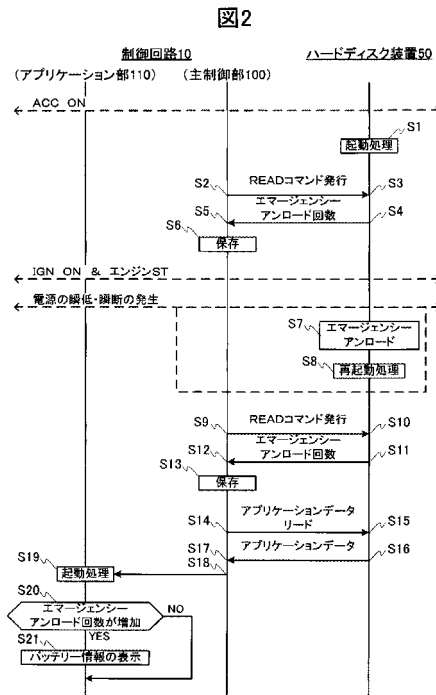 図2
制御回路10
ハードディスク装置50
(アプリケーション部110)
(主制御部100)
ACC ON
S1
起動処理
S2
READコマンド発行
S3
S5
エマージェンシー
アンロード回数
S4
S6
保存
IGN ON & エンジンST
電源の瞬低・瞬断の発生
S7
エマージェンシー
アンロード
S8
再起動処理
S9
READコマンド発行
S10
S12
エマージェンシー
アンロード回数
S11
S13
保存
S14
アプリケーションデータ
リード
S15
S17
アプリケーションデータ
S16
S18
S19
起動処理
S20
エマージェンシー
アンロード回数が増加
NO
YES
S21
バッテリー情報の表示